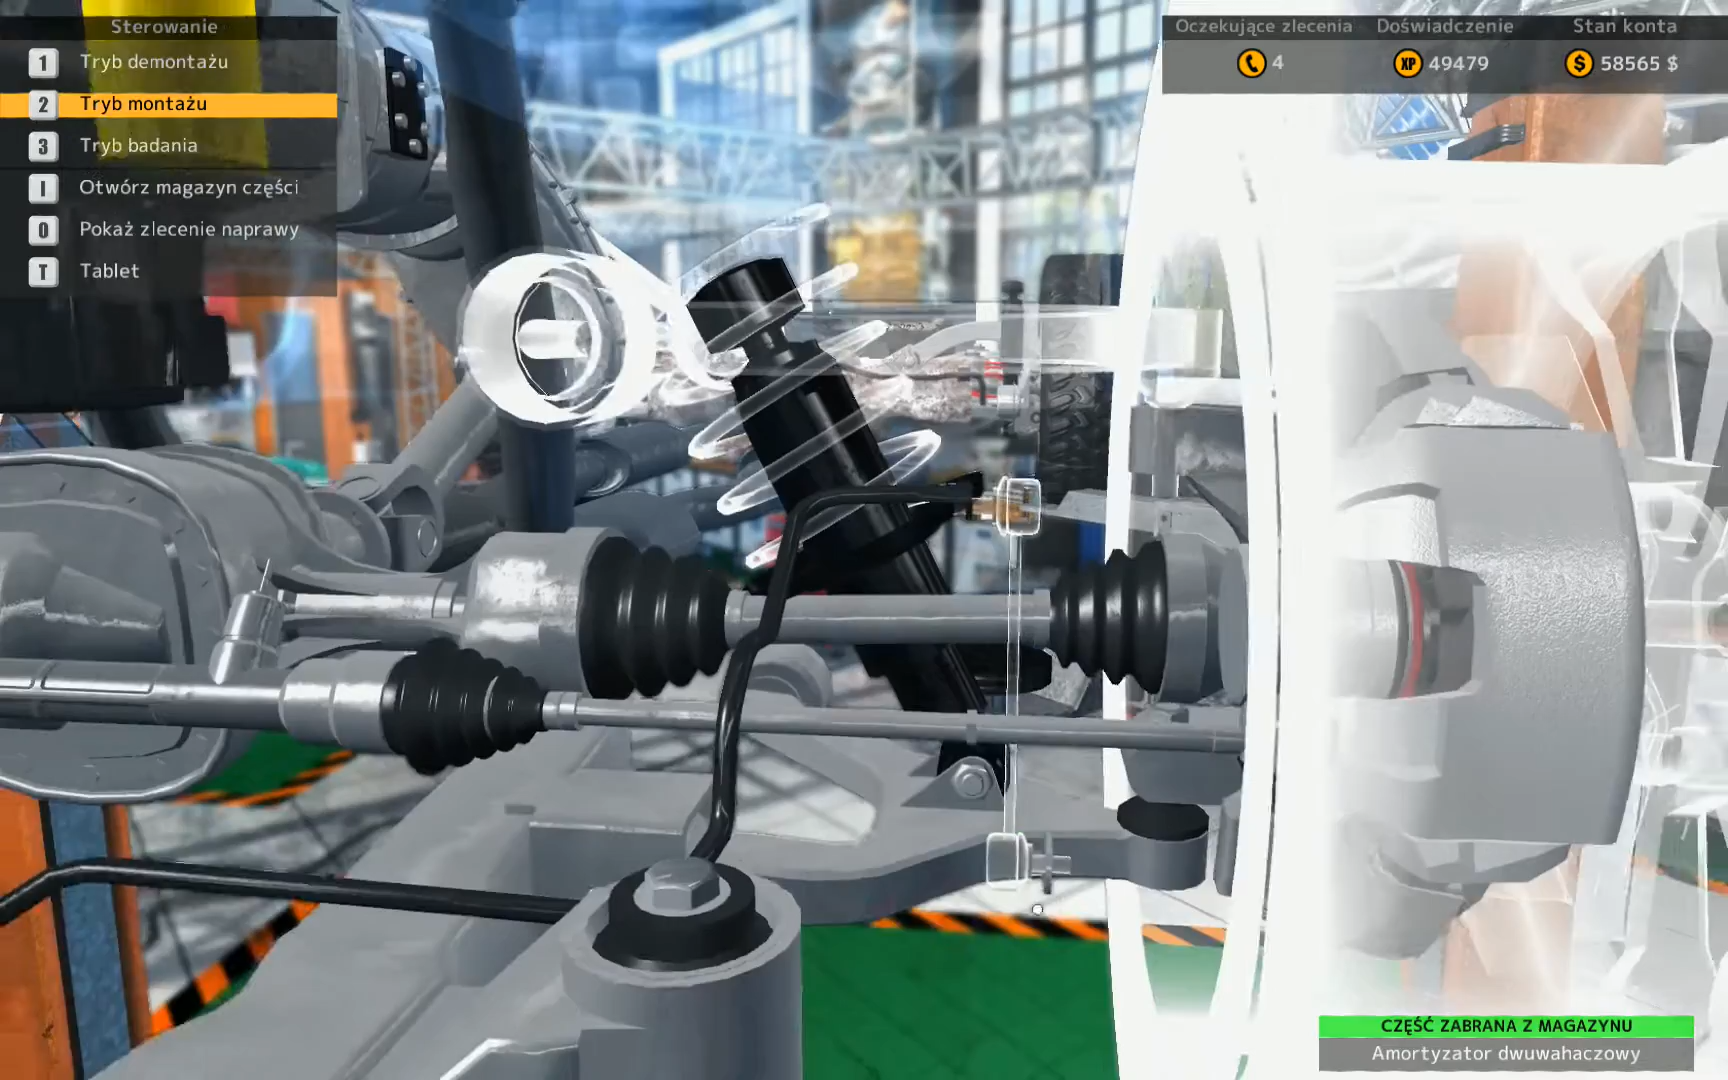 Sterowanie
1 Tryb demontażu
2 Tryb montażu
3 Tryb badania
I Otwórz magazyn części
O Pokaż zlecenie naprawy
T Tablet
Oczekujące zlecenia Doświadczenie Stan konta
4 XP 49479 $ 58565 $
CZĘŚĆ ZABRANA Z MAGAZYNU
Amortyzator dwuwahaczowy